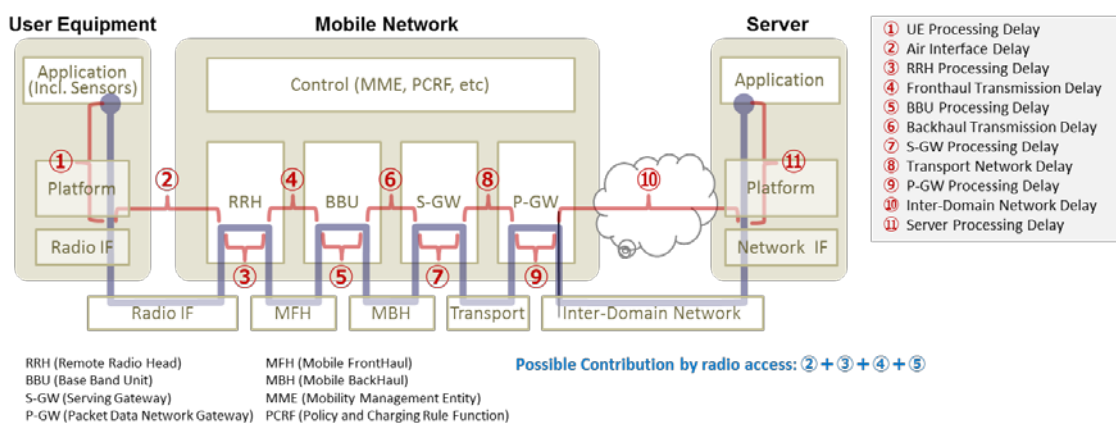 User Equipment
Mobile Network
Server
Application
(Incl. Sensors)
Control (MME, PCRF, etc)
Application
① UE Processing Delay
② Air Interface Delay
③ RRH Processing Delay
④ Fronthaul Transmission Delay
⑤ BBU Processing Delay
⑥ Backhaul Transmission Delay
⑦ S-GW Processing Delay
⑧ Transport Network Delay
⑨ P-GW Processing Delay
⑩ Inter-Domain Network Delay
⑪ Server Processing Delay
①
②
④
⑥
⑧
⑩
⑪
Platform
RRH
BBU
S-GW
P-GW
Platform
Radio IF
③
⑤
⑦
⑨
Network IF
Radio IF
MFH
MBH
Transport
Inter-Domain Network
RRH (Remote Radio Head)
BBU (Base Band Unit)
S-GW (Serving Gateway)
P-GW (Packet Data Network Gateway)
MFH (Mobile FrontHaul)
MBH (Mobile BackHaul)
MME (Mobility Management Entity)
PCRF (Policy and Charging Rule Function)
Possible Contribution by radio access: ②+③+④+⑤